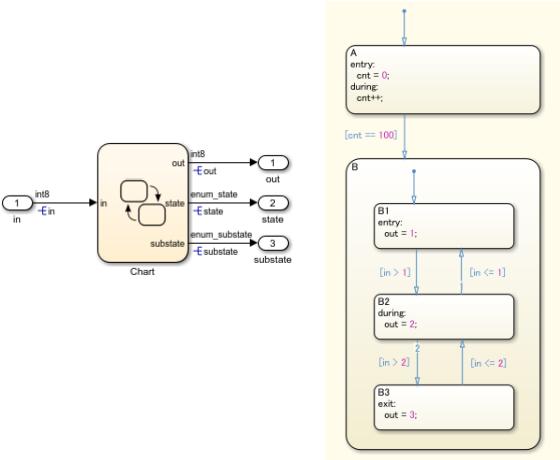 1
in
int8
in
in
out
state
substate
Chart
int8
out
enum_state
state
enum_substate
substate
1
out
2
state
3
substate
A
entry:
cnt = 0;
during:
cnt++;
[cnt == 100]
B
B1
entry:
out = 1;
[in > 1]
[in <= 1]
1
B2
during:
out = 2;
2
[in > 2]
[in <= 2]
B3
exit:
out = 3;